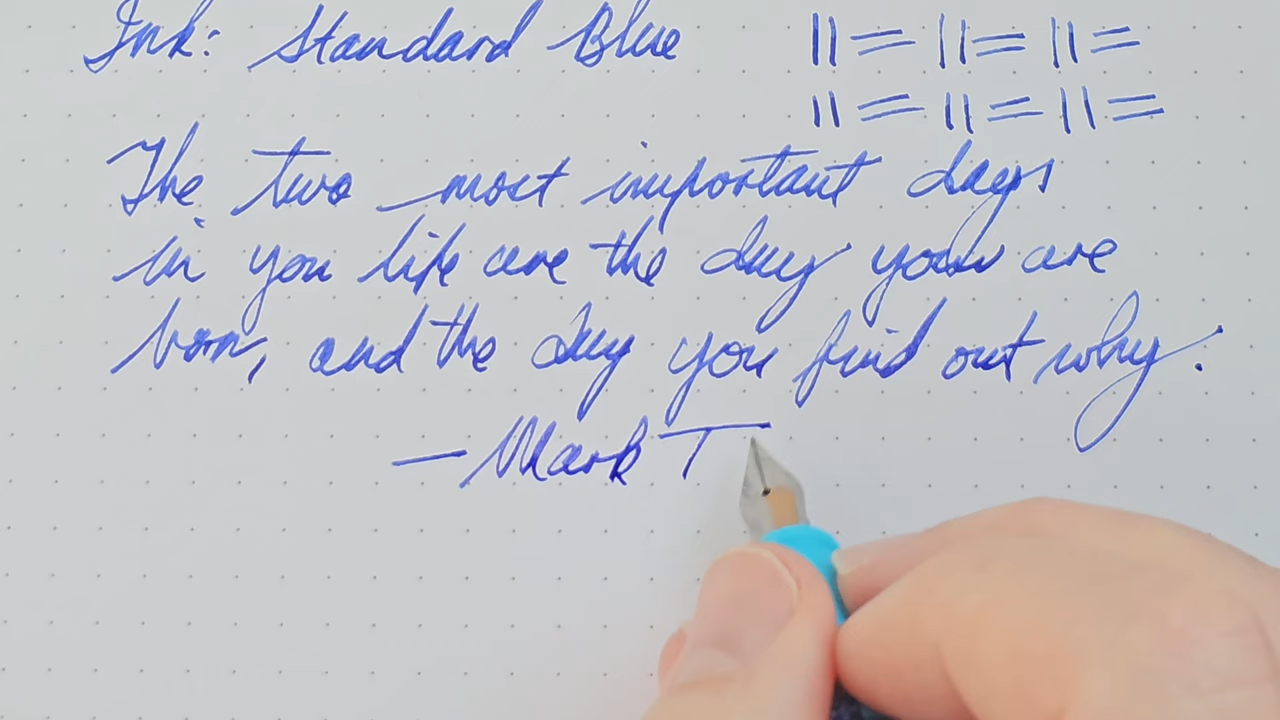 Ink: Standard Blue
The two most important days
in you life are the day you are
born, and the day you find out why.
— Mark T